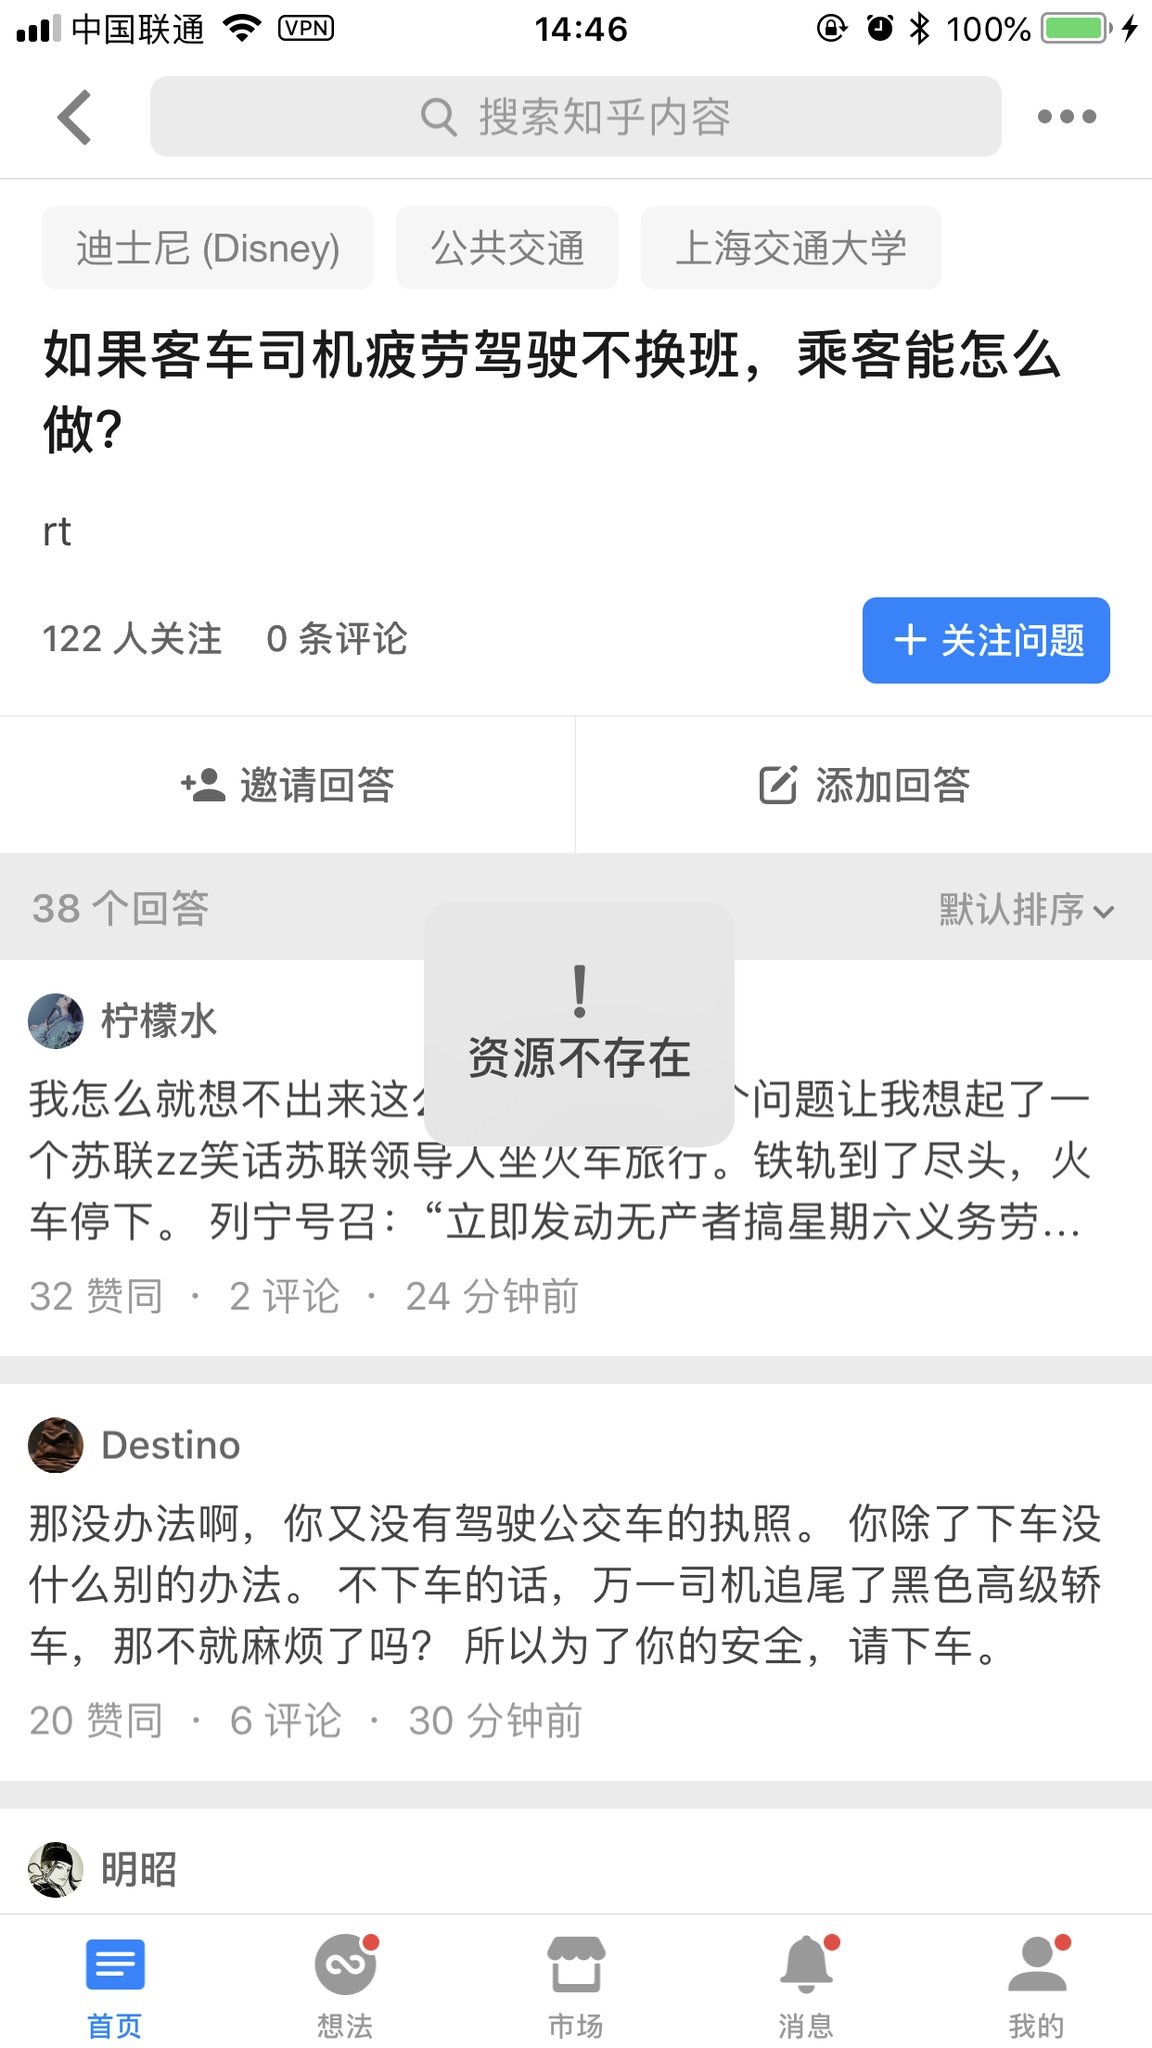 中国联通 VPN 14:46 100%
搜索知乎内容
迪士尼 (Disney) 公共交通 上海交通大学
如果客车司机疲劳驾驶不换班，乘客能怎么
做？
rt
122 人关注 0 条评论 关注问题
邀请回答 添加回答
38 个回答 默认排序
资源不存在
柠檬水
我怎么就想不出来这 问题让我想起了一
个苏联zz笑话苏联领导人坐火车旅行。铁轨到了尽头，火
车停下。 列宁号召：“立即发动无产者搞星期六义务劳...
32 赞同 · 2 评论 · 24 分钟前
Destino
那没办法啊，你又没有驾驶公交车的执照。 你除了下车没
什么别的办法。 不下车的话，万一司机追尾了黑色高级轿
车，那不就麻烦了吗？ 所以为了你的安全，请下车。
20 赞同 · 6 评论 · 30 分钟前
明昭
首页 想法 市场 消息 我的